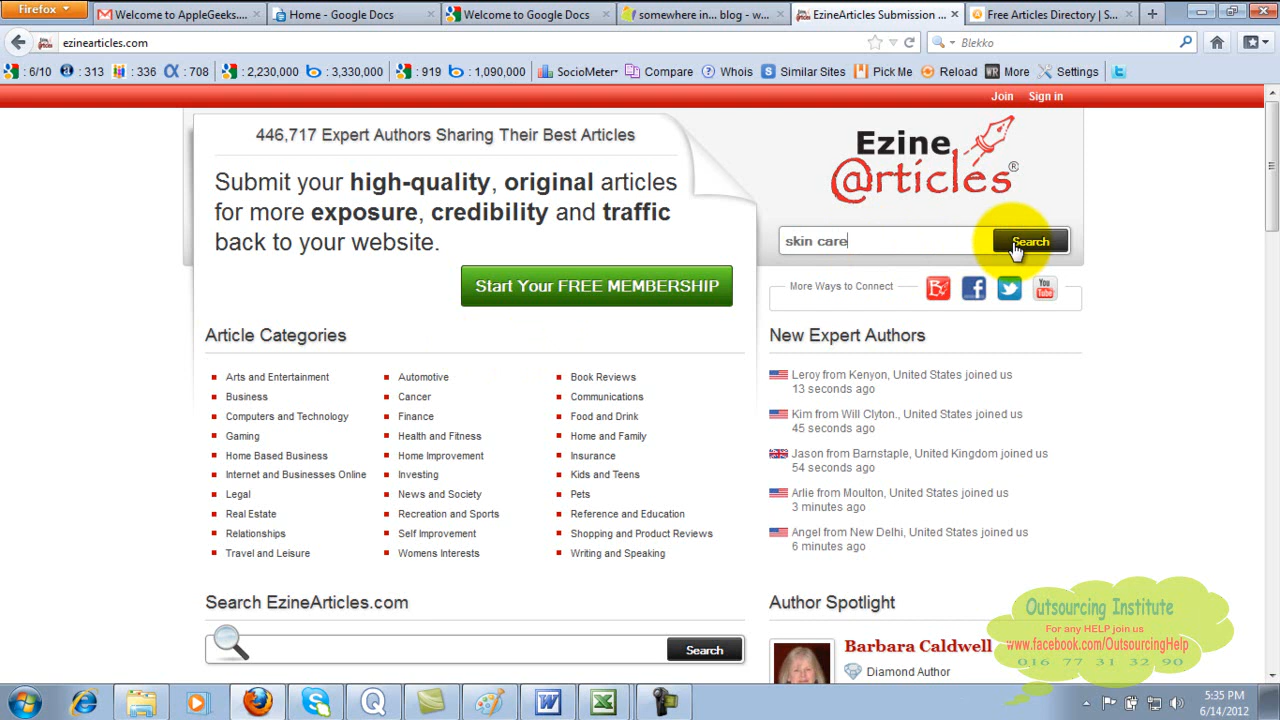 Firefox
Welcome to AppleGeeks....
Home - Google Docs
Welcome to Google Docs
somewhere in... blog - w...
EzineArticles Submission ...
Free Articles Directory | S...
ezinearticles.com
Blekko
: 6/10
: 313
: 336
: 708
: 2,230,000
: 3,330,000
: 919
: 1,090,000
SocioMeter
Compare
Whois
Similar Sites
Pick Me
Reload
More
Settings
Join
Sign in
446,717 Expert Authors Sharing Their Best Articles
Submit your high-quality, original articles
for more exposure, credibility and traffic
back to your website.
Start Your FREE MEMBERSHIP
Ezine
@rticles®
skin care
Search
More Ways to Connect
You
Tube
Article Categories
Arts and Entertainment
Automotive
Book Reviews
Business
Cancer
Communications
Computers and Technology
Finance
Food and Drink
Gaming
Health and Fitness
Home and Family
Home Based Business
Home Improvement
Insurance
Internet and Businesses Online
Investing
Kids and Teens
Legal
News and Society
Pets
Real Estate
Recreation and Sports
Reference and Education
Relationships
Self Improvement
Shopping and Product Reviews
Travel and Leisure
Womens Interests
Writing and Speaking
New Expert Authors
Leroy from Kenyon, United States joined us
13 seconds ago
Kim from Will Clyton., United States joined us
45 seconds ago
Jason from Barnstaple, United Kingdom joined us
54 seconds ago
Arlie from Moulton, United States joined us
3 minutes ago
Angel from New Delhi, United States joined us
6 minutes ago
Search EzineArticles.com
Search
Author Spotlight
Barbara Caldwell
Diamond Author
Outsourcing Institute
For any HELP join us
www.facebook.com/OutsourcingHelp
016 77 31 32 90
5:35 PM
6/14/2012